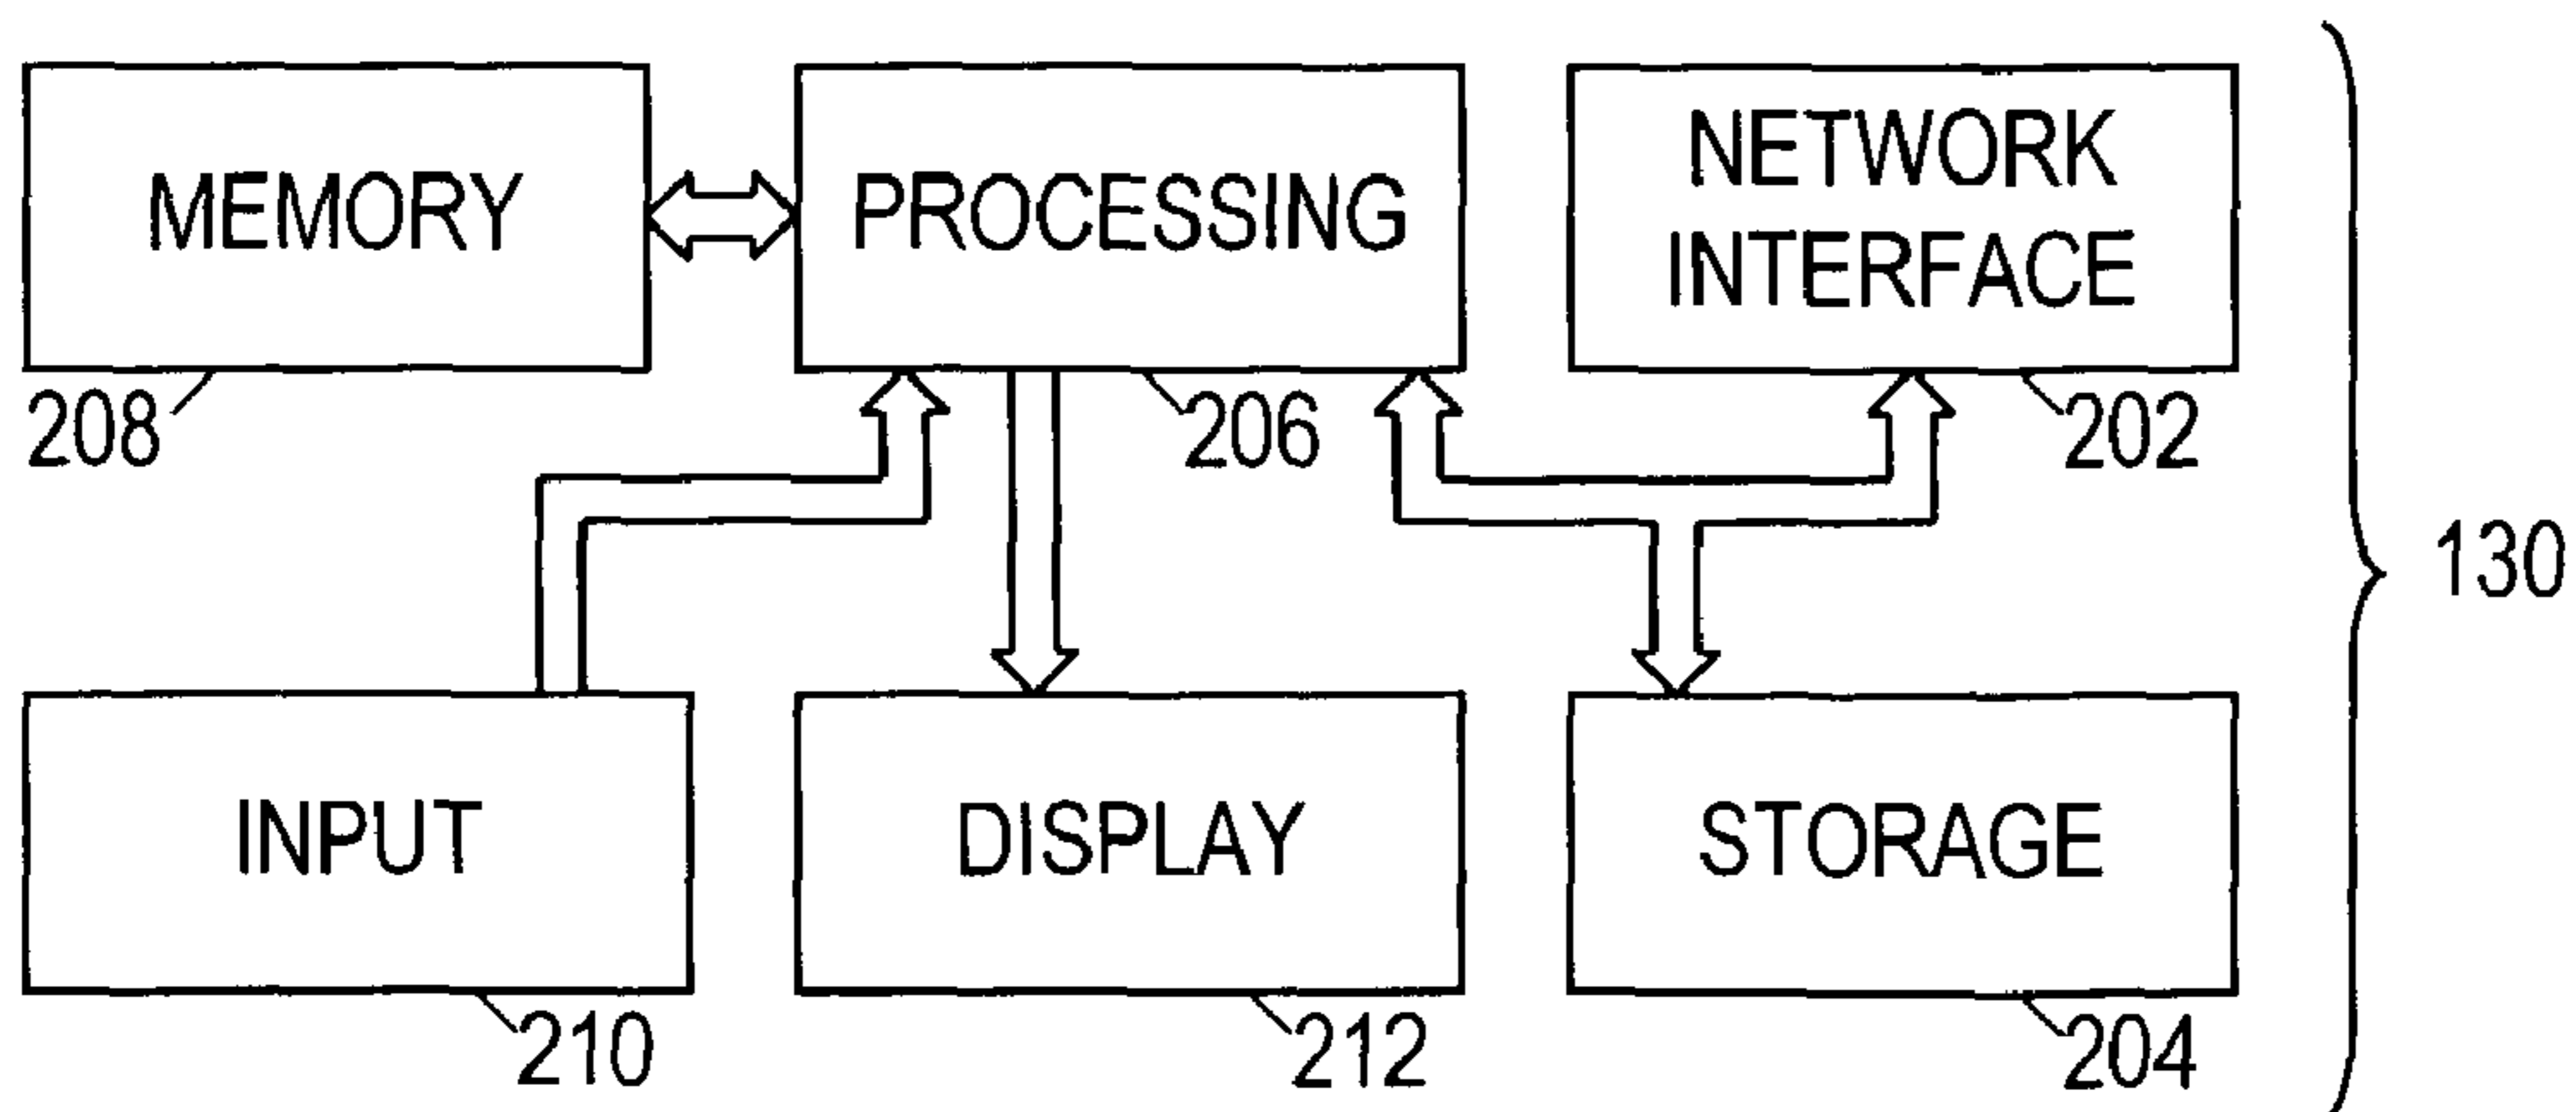 MEMORY
PROCESSING
NETWORK
INTERFACE
208
206
202
130
INPUT
DISPLAY
STORAGE
210
212
204